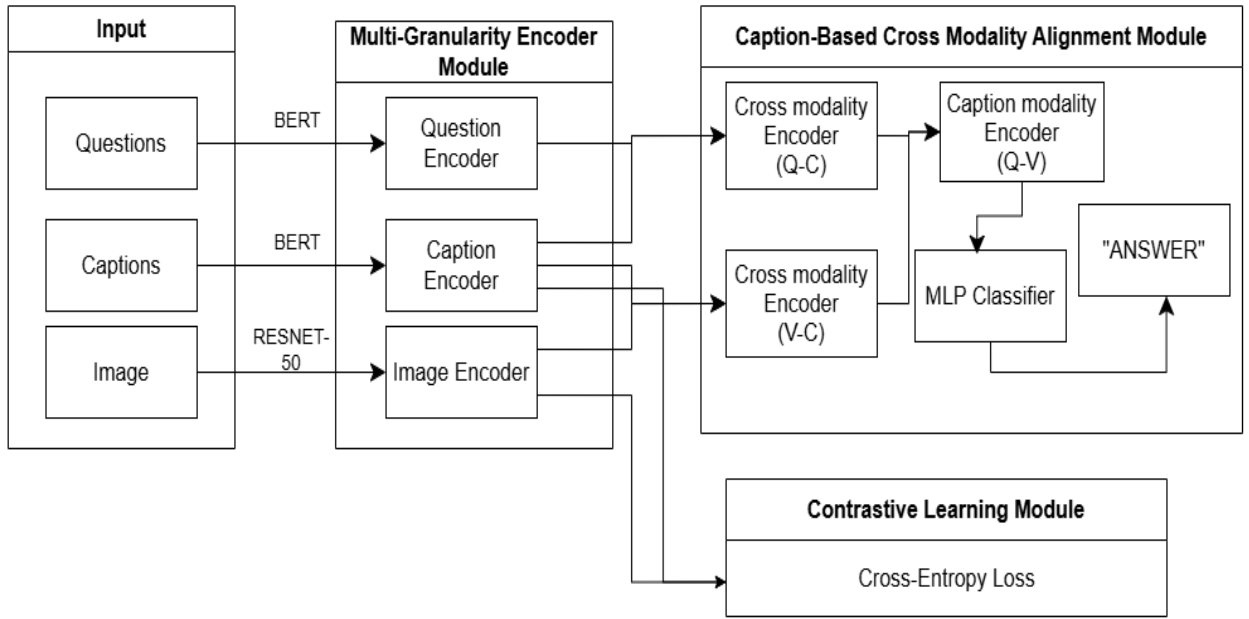 Input
Questions
Captions
Image
BERT
BERT
RESNET-
50
Multi-Granularity Encoder
Module
Question
Encoder
Caption
Encoder
Image Encoder
Caption-Based Cross Modality Alignment Module
Cross modality
Encoder
(Q-C)
Caption modality
Encoder
(Q-V)
Cross modality
Encoder
(V-C)
MLP Classifier
"ANSWER"
Contrastive Learning Module
Cross-Entropy Loss